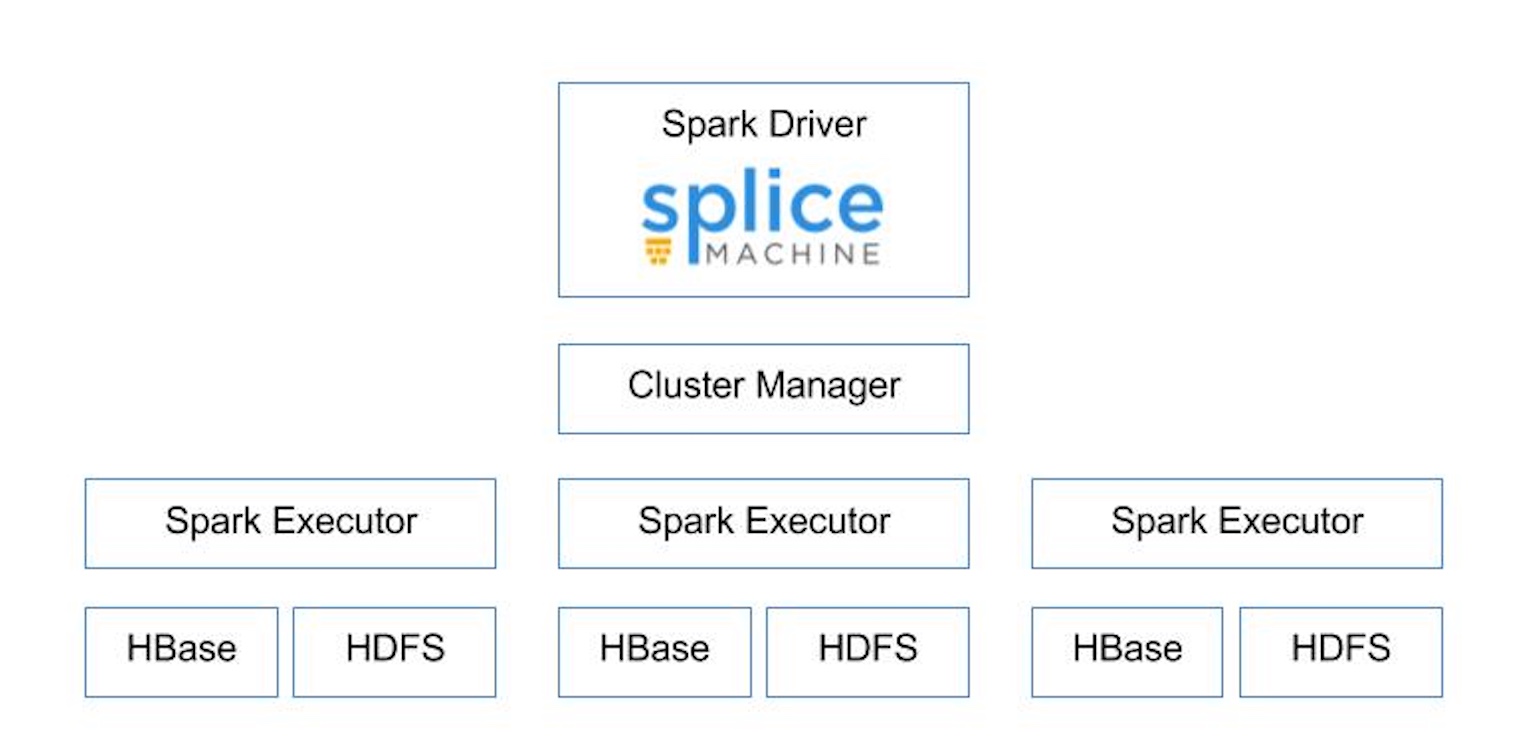 Spark Driver
splice
MACHINE
Cluster Manager
Spark Executor
Spark Executor
Spark Executor
HBase
HDFS
HBase
HDFS
HBase
HDFS